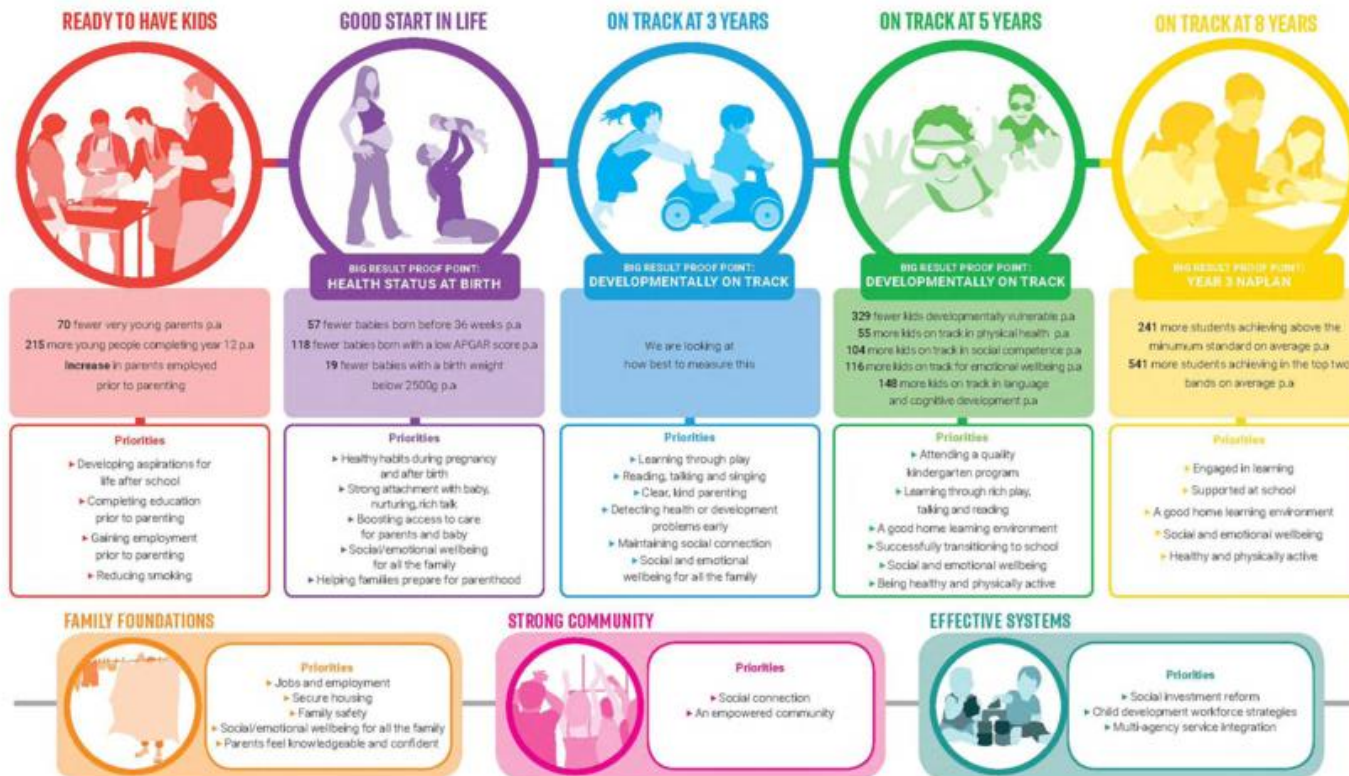 READY TO HAVE KIDS
70 fewer very young parents p.a
215 more young people completing year 12 p.a
Increase in parents employed
prior to parenting
Priorities
▸ Developing aspirations for
life after school
▸ Completing education
prior to parenting
▸ Gaining employment
prior to parenting
▸ Reducing smoking
GOOD START IN LIFE
BIG RESULT PROOF POINT:
HEALTH STATUS AT BIRTH
57 fewer babies born before 36 weeks p.a
118 fewer babies born with a low APGAR score p.a
19 fewer babies with a birth weight
below 2500g p.a
Priorities
▸ Healthy habits during pregnancy
and after birth
▸ Strong attachment with baby,
nurturing, rich talk
▸ Boosting access to care
for parents and baby
▸ Social/emotional wellbeing
for all the family
▸ Helping families prepare for parenthood
ON TRACK AT 3 YEARS
BIG RESULT PROOF POINT:
DEVELOPMENTALLY ON TRACK
We are looking at
how best to measure this
Priorities
▸ Learning through play
▸ Reading, talking and singing
▸ Clear, kind parenting
▸ Detecting health or development
problems early
▸ Maintaining social connection
▸ Social and emotional
wellbeing for all the family
ON TRACK AT 5 YEARS
BIG RESULT PROOF POINT:
DEVELOPMENTALLY ON TRACK
329 fewer kids developmentally vulnerable p.a
55 more kids on track in physical health p.a
104 more kids on track in social competence p.a
116 more kids on track for emotional wellbeing p.a
148 more kids on track in language
and cognitive development p.a
Priorities
▸ Attending a quality
kindergarten program
▸ Learning through rich play,
talking and reading
▸ A good home learning environment
▸ Successfully transitioning to school
▸ Social and emotional wellbeing
▸ Being healthy and physically active
ON TRACK AT 8 YEARS
BIG RESULT PROOF POINT:
YEAR 3 NAPLAN
241 more students achieving above the
minumum standard on average p.a
541 more students achieving in the top two
bands on average p.a
Priorities
▸ Engaged in learning
▸ Supported at school
▸ A good home learning environment
▸ Social and emotional wellbeing
▸ Healthy and physically active
FAMILY FOUNDATIONS
Priorities
▸ Jobs and employment
▸ Secure housing
▸ Family safety
▸ Social/emotional wellbeing for all the family
▸ Parents feel knowledgeable and confident
STRONG COMMUNITY
Priorities
▸ Social connection
▸ An empowered community
EFFECTIVE SYSTEMS
Priorities
▸ Social investment reform
▸ Child development workforce strategies
▸ Multi-agency service integration